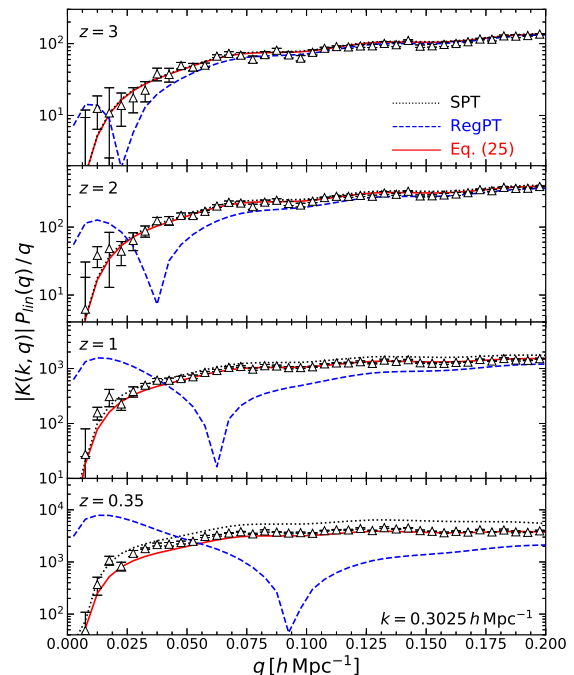 10²
10¹
z = 3
SPT
RegPT
Eq. (25)
10²
10¹
z = 2
|K(k, q)| P_lin(q) / q
10³
10²
10¹
z = 1
10⁴
10³
10²
z = 0.35
k = 0.3025 h Mpc⁻¹
0.000 0.025 0.050 0.075 0.100 0.125 0.150 0.175 0.200
q [h Mpc⁻¹]